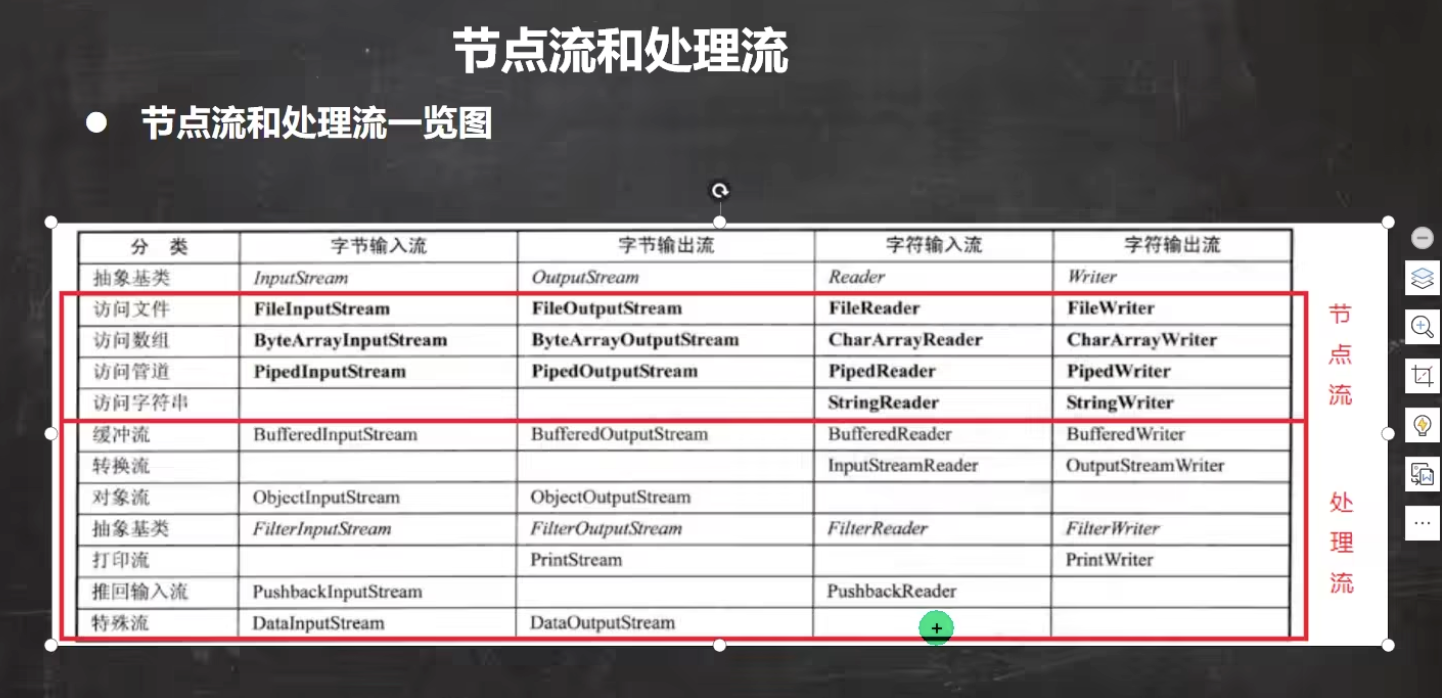 节点流和处理流
● 节点流和处理流一览图
分 类 字节输入流 字节输出流 字符输入流 字符输出流
抽象基类 InputStream OutputStream Reader Writer
访问文件 FileInputStream FileOutputStream FileReader FileWriter
访问数组 ByteArrayInputStream ByteArrayOutputStream CharArrayReader CharArrayWriter
访问管道 PipedInputStream PipedOutputStream PipedReader PipedWriter
访问字符串 StringReader StringWriter
缓冲流 BufferedInputStream BufferedOutputStream BufferedReader BufferedWriter
转换流 InputStreamReader OutputStreamWriter
对象流 ObjectInputStream ObjectOutputStream
抽象基类 FilterInputStream FilterOutputStream FilterReader FilterWriter
打印流 PrintStream PrintWriter
推回输入流 PushbackInputStream PushbackReader
特殊流 DataInputStream DataOutputStream
节点流
处理流